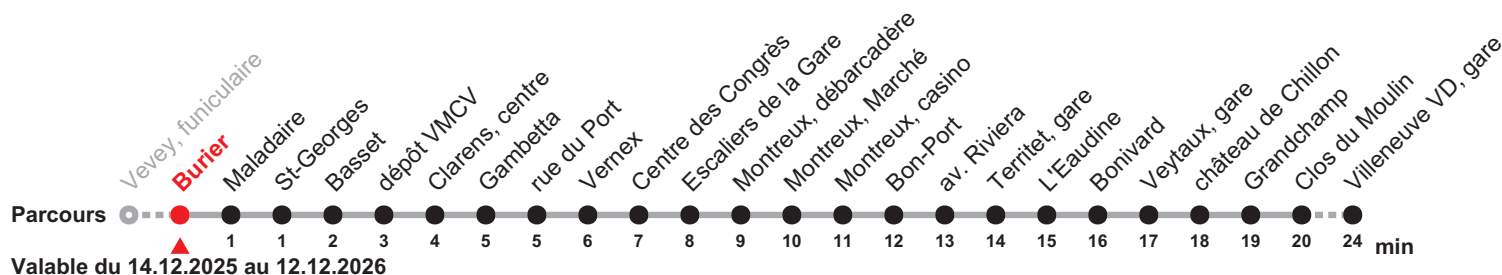 Vevey, funiculaire
Burier
Maladaire
St-Georges
Basset
dépôt VMCV
Clarens, centre
Gambetta
rue du Port
Vernex
Centre des Congrès
Escaliers de la Gare
Montreux, débarcadère
Montreux, Marché
Montreux, casino
Bon-Port
av. Riviera
Territet, gare
L'Eaudine
Bonivard
Veytaux, gare
château de Chillon
Grandchamp
Clos du Moulin
Villeneuve VD, gare
Parcours
1 1 2 3 4 5 5 6 7 8 9 10 11 12 13 14 15 16 17 18 19 20 24 min
Valable du 14.12.2025 au 12.12.2026